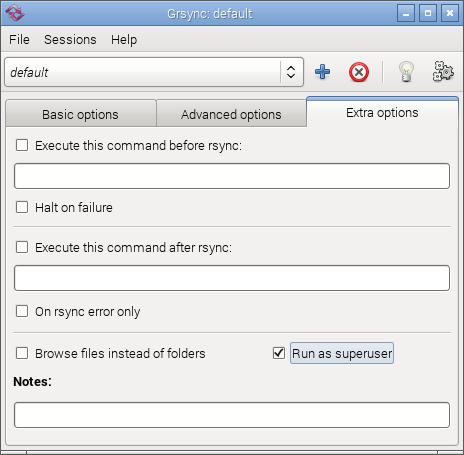 Grsync: default
File Sessions Help
default
Basic options Advanced options Extra options
Execute this command before rsync:
Halt on failure
Execute this command after rsync:
On rsync error only
Browse files instead of folders Run as superuser
Notes: